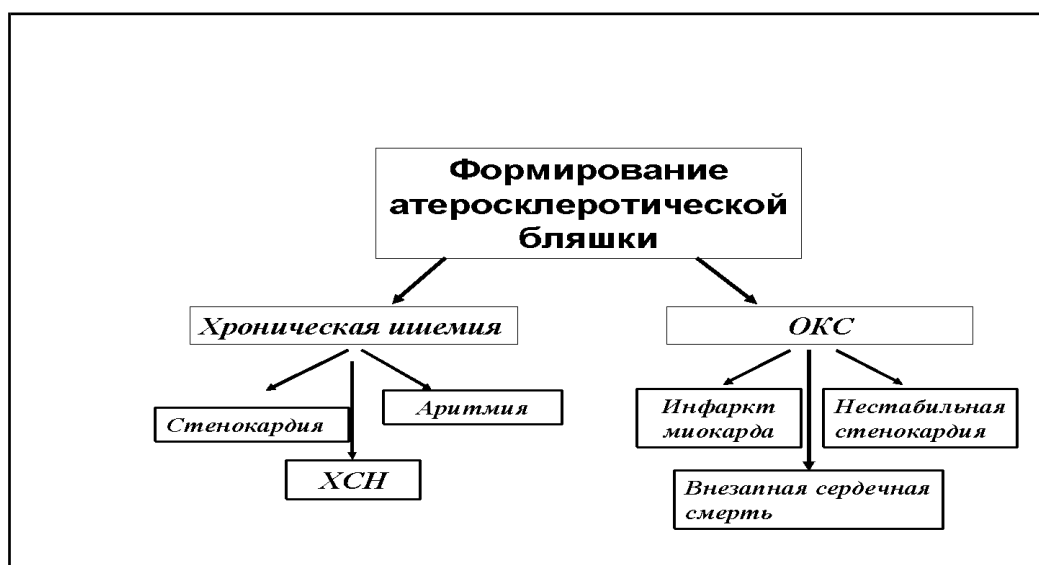 Формирование
атеросклеротической
бляшки
Хроническая ишемия
ОКС
Стенокардия
Аритмия
ХСН
Инфаркт
миокарда
Нестабильная
стенокардия
Внезапная сердечная
смерть